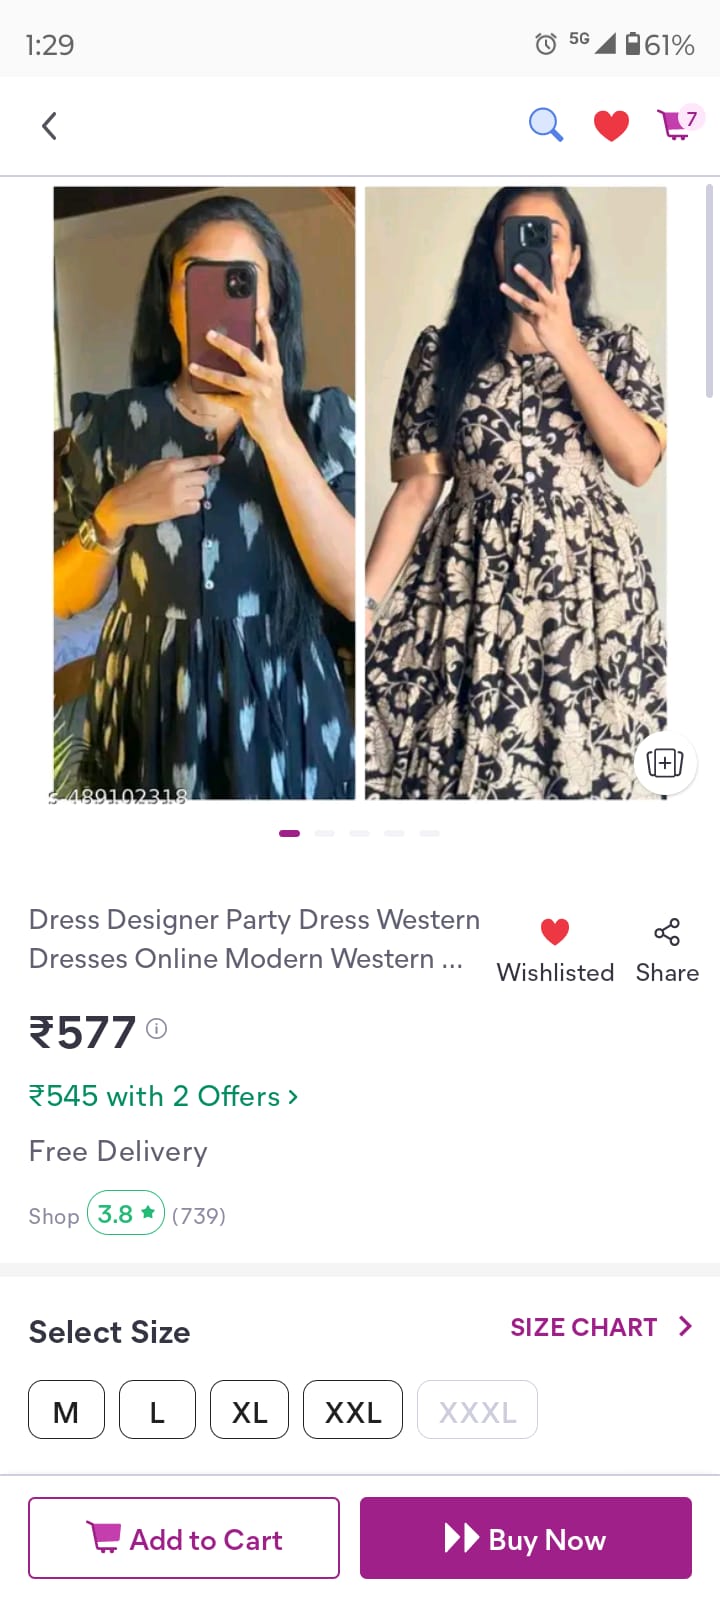 1:29
5G
61%
7
s-489102318
Dress Designer Party Dress Western
Dresses Online Modern Western ...
Wishlisted
Share
₹577
₹545 with 2 Offers
Free Delivery
Shop 3.8 (739)
Select Size
SIZE CHART
M
L
XL
XXL
XXXL
Add to Cart
Buy Now